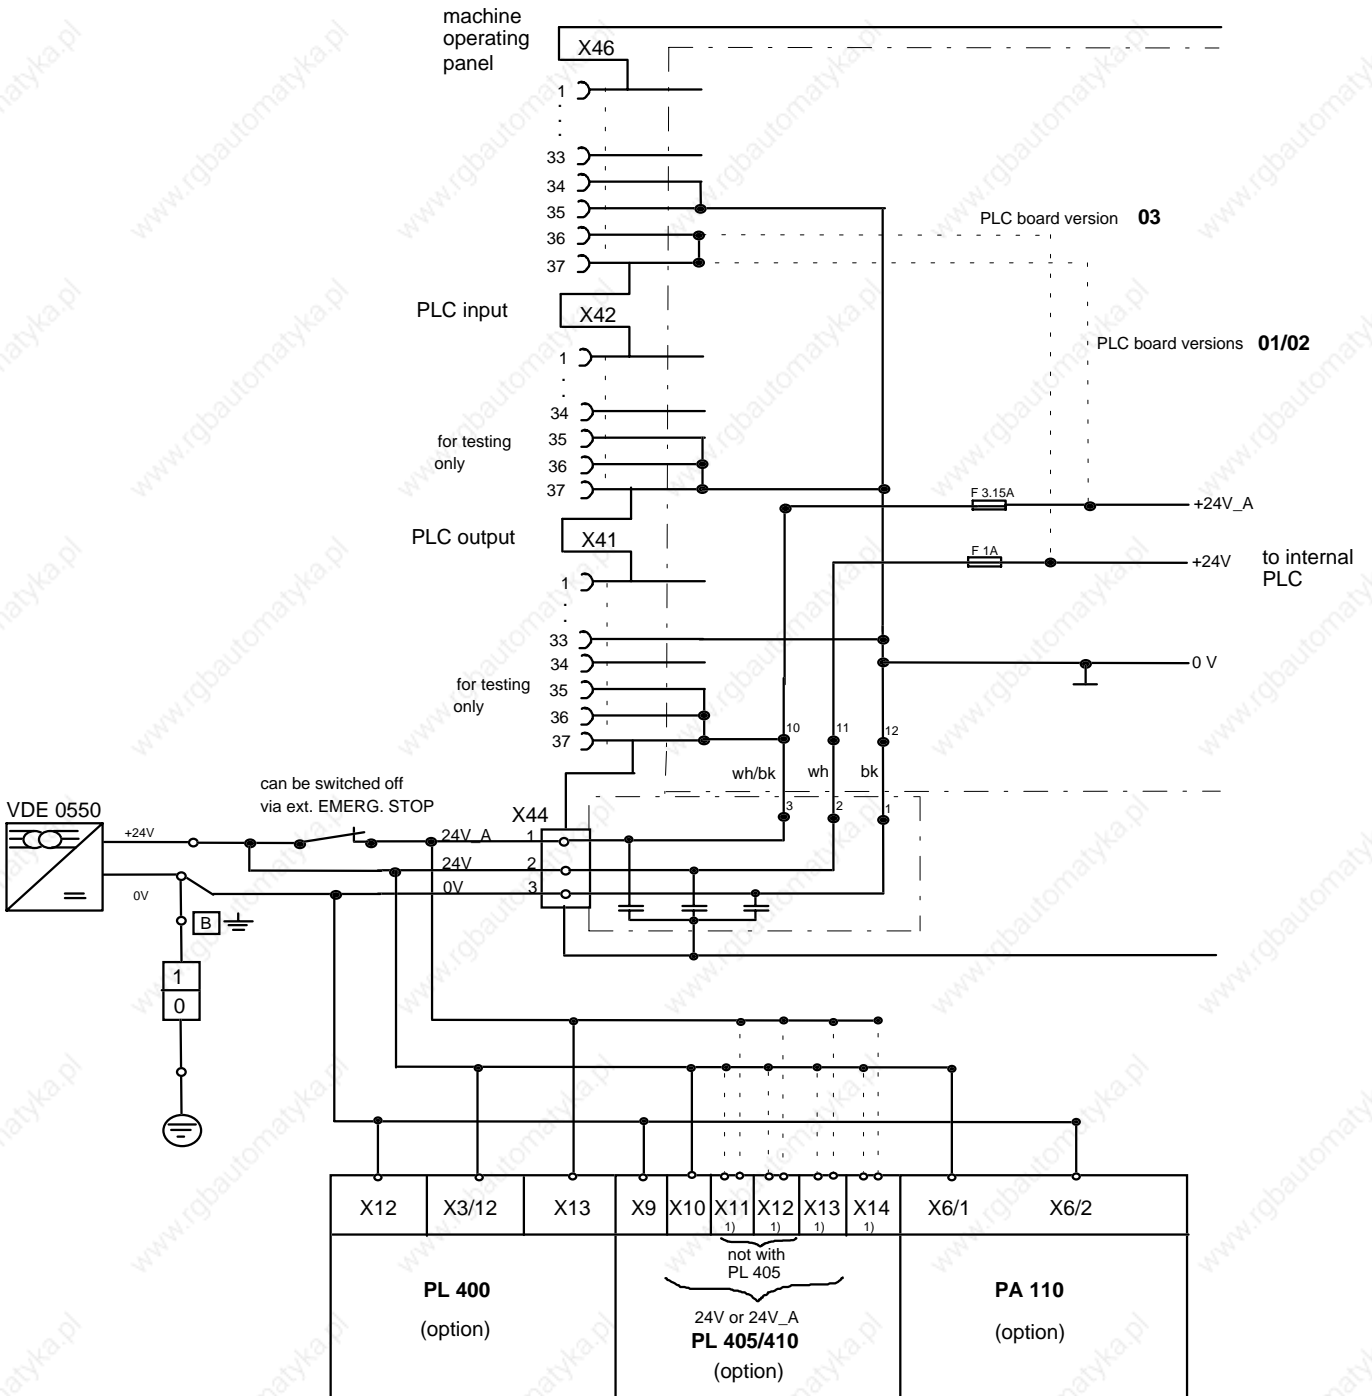 machine
operating
panel
X46
1
33
34
35
36
37
PLC board version 03
PLC input
X42
1
34
35
36
37
for testing
only
PLC board versions 01/02
F 3.15A
+24V_A
F 1A
+24V
to internal
PLC
0 V
PLC output
X41
1
33
34
35
36
37
for testing
only
10
11
12
wh/bk
wh
bk
3
2
1
can be switched off
via ext. EMERG. STOP
VDE 0550
+24V
0V
X44
24V_A
1
24V
2
0V
3
B
1
0
X12
X3/12
X13
X9
X10
X11
1)
X12
1)
X13
1)
X14
1)
X6/1
X6/2
not with
PL 405
PL 400
(option)
24V or 24V_A
PL 405/410
(option)
PA 110
(option)
www.rgbautomatyka.pl